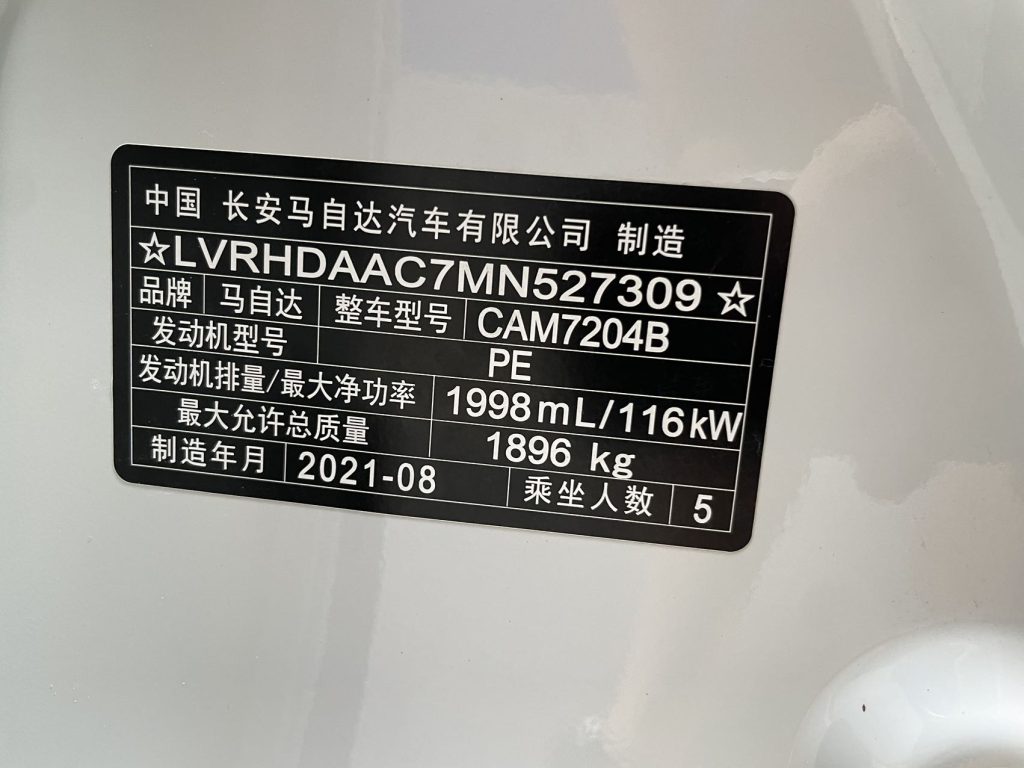 中国 长安马自达汽车有限公司 制造
☆LVRHDAAC7MN527309☆
品牌 马自达 整车型号 CAM7204B
发动机型号 PE
发动机排量/最大净功率 1998mL/116kW
最大允许总质量 1896 kg
制造年月 2021-08 乘坐人数 5